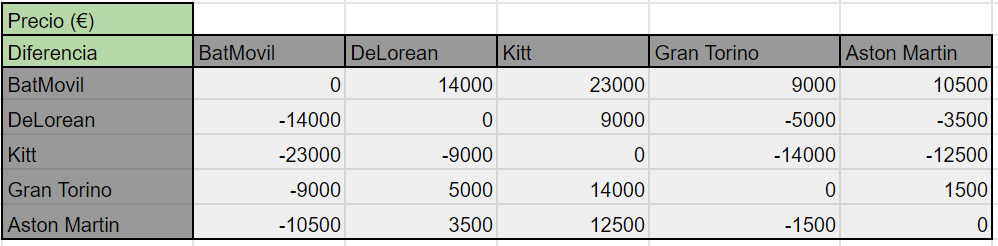 Precio (€)
Diferencia BatMovil DeLorean Kitt Gran Torino Aston Martin
BatMovil 0 14000 23000 9000 10500
DeLorean -14000 0 9000 -5000 -3500
Kitt -23000 -9000 0 -14000 -12500
Gran Torino -9000 5000 14000 0 1500
Aston Martin -10500 3500 12500 -1500 0